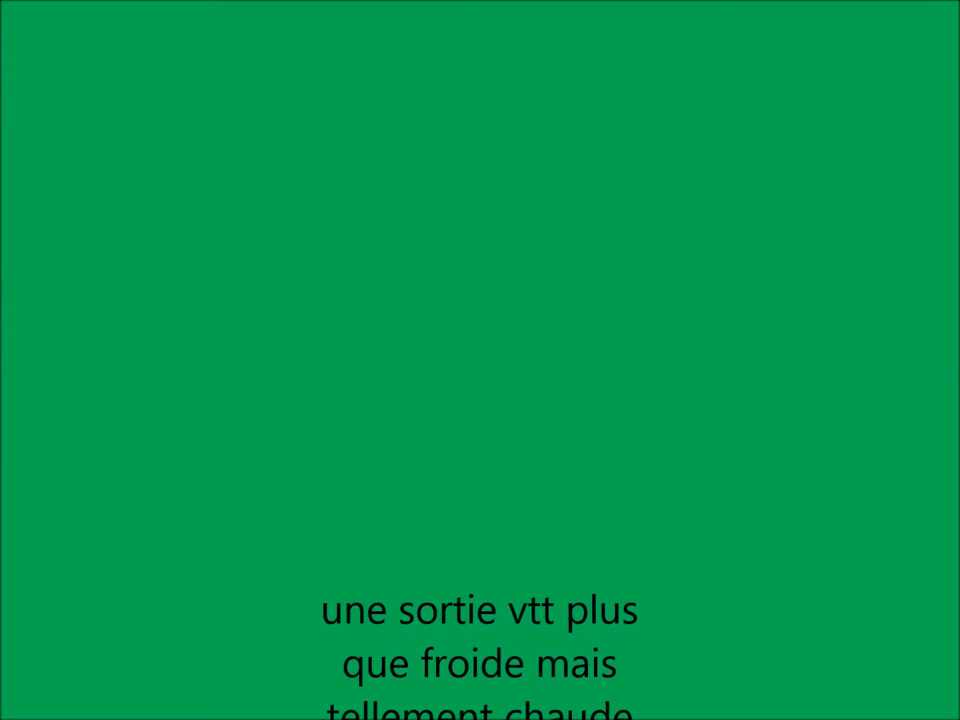 une sortie vtt plus
que froide mais
tellement chaude